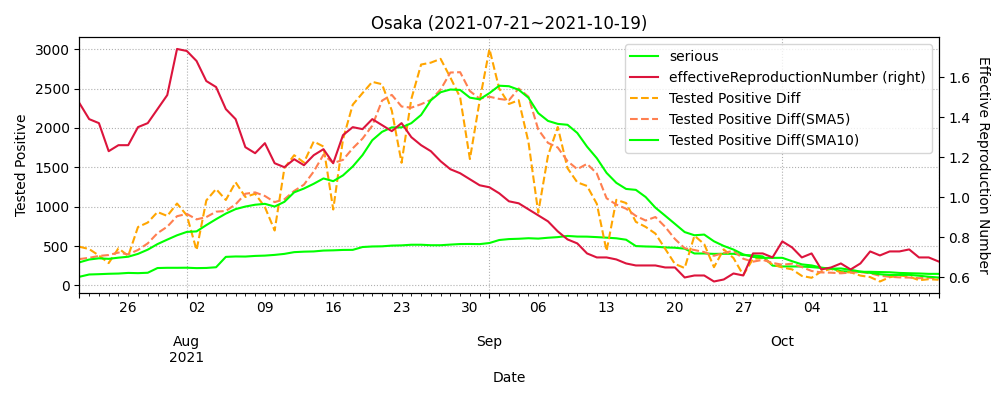 Osaka (2021-07-21~2021-10-19)
serious
effectiveReproductionNumber (right)
Tested Positive Diff
Tested Positive Diff(SMA5)
Tested Positive Diff(SMA10)
Tested Positive
3000
2500
2000
1500
1000
500
0
Effective Reproduction Number
1.6
1.4
1.2
1.0
0.8
0.6
26 02 09 16 23 30 06 13 20 27 04 11
Aug Sep Oct
2021
Date